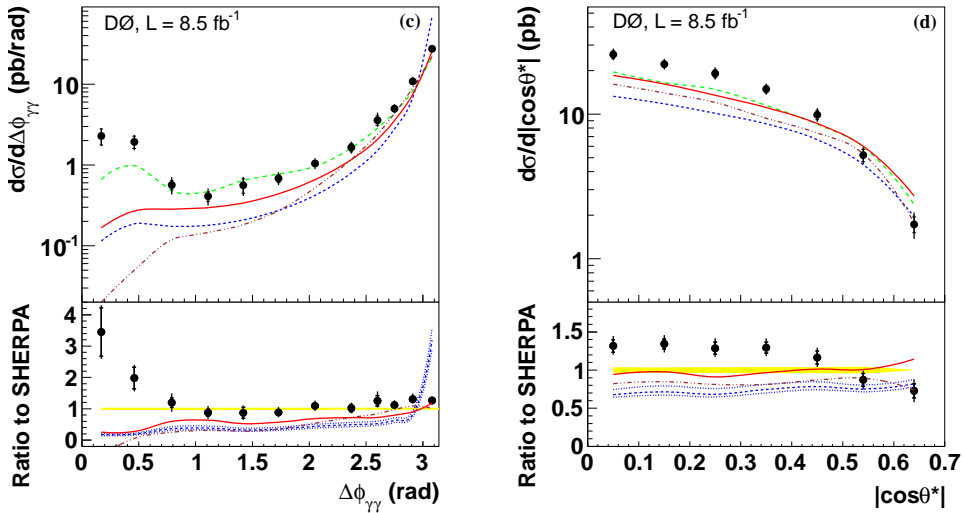 DØ, L = 8.5 fb⁻¹ (c)
dσ/dΔϕγγ (pb/rad)
10
1
10⁻¹
Ratio to SHERPA
4
3
2
1
0
0 0.5 1 1.5 2 2.5 3
Δϕγγ (rad)
DØ, L = 8.5 fb⁻¹ (d)
dσ/d|cosθ*| (pb)
10
1
Ratio to SHERPA
1.5
1
0.5
0
0 0.1 0.2 0.3 0.4 0.5 0.6 0.7
|cosθ*|